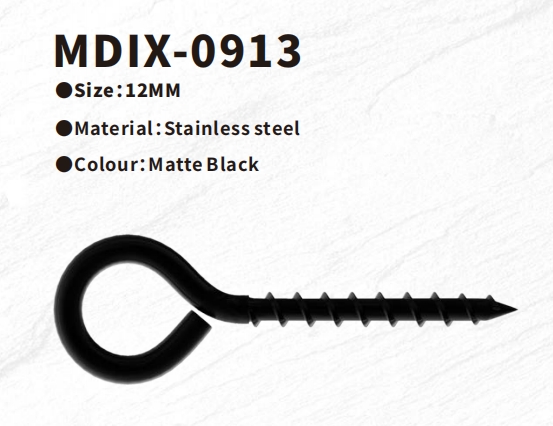 MDIX-0913
●Size:12MM
●Material:Stainless steel
●Colour:Matte Black